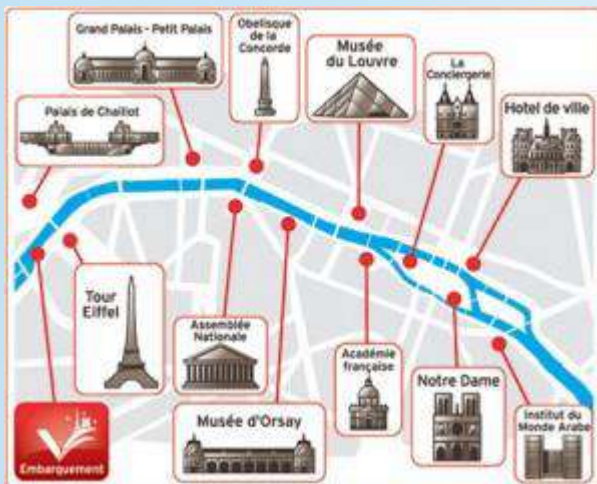 Grand Palais - Petit Palais
Obelisque
de la
Concorde
Musée
du Louvre
La
Conciergerie
Hotel de ville
Palais de Chaillot
Tour
Eiffel
Assemblée
Nationale
Musée d'Orsay
Académie
française
Notre Dame
Institut du
Monde Arabe
Embarquement